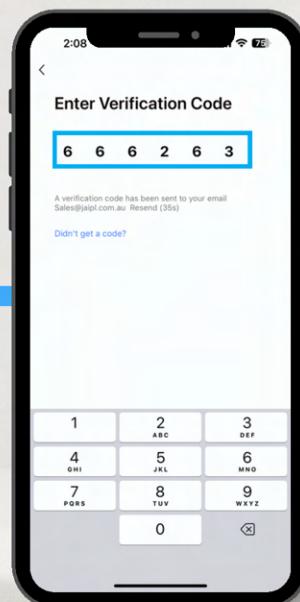 2:08 75
Enter Verification Code
6 6 6 2 6 3
A verification code has been sent to your email
Sales@jaipl.com.au Resend (35s)
Didn't get a code?
1 2 3
ABC DEF
4 5 6
GHI JKL MNO
7 8 9
PQRS TUV WXYZ
0